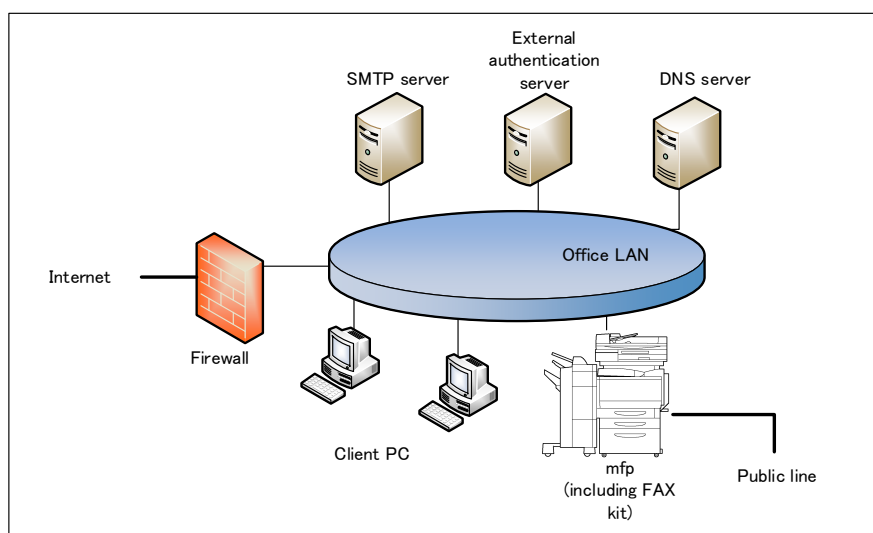 External
authentication
server
SMTP server
DNS server
Office LAN
Internet
Firewall
Client PC
mfp
(including FAX
kit)
Public line